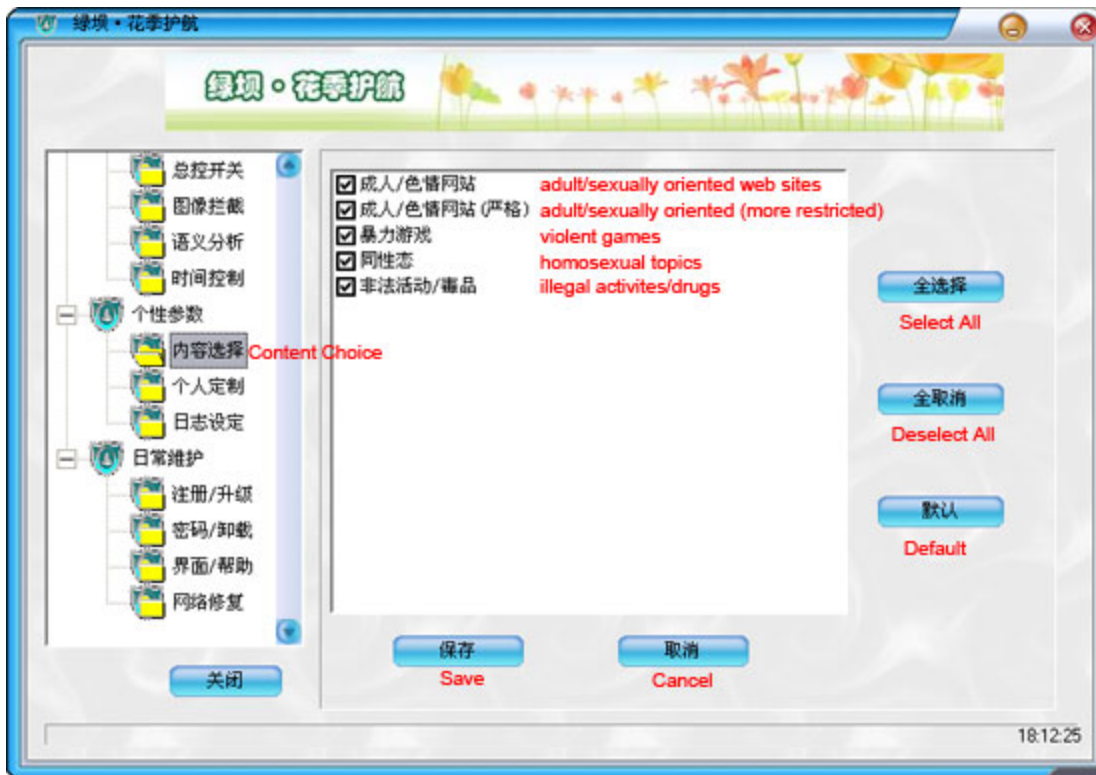 绿坝·花季护航
绿坝·花季护航
总控开关
图像拦截
语义分析
时间控制
个性参数
内容选择 Content Choice
个人定制
日志设定
日常维护
注册/升级
密码/卸载
界面/帮助
网络修复
关闭
成人/色情网站 adult/sexually oriented web sites
成人/色情网站(严格) adult/sexually oriented (more restricted)
暴力游戏 violent games
同性恋 homosexual topics
非法活动/毒品 illegal activites/drugs
全选择
Select All
全取消
Deselect All
默认
Default
保存
Save
取消
Cancel
18:12:25